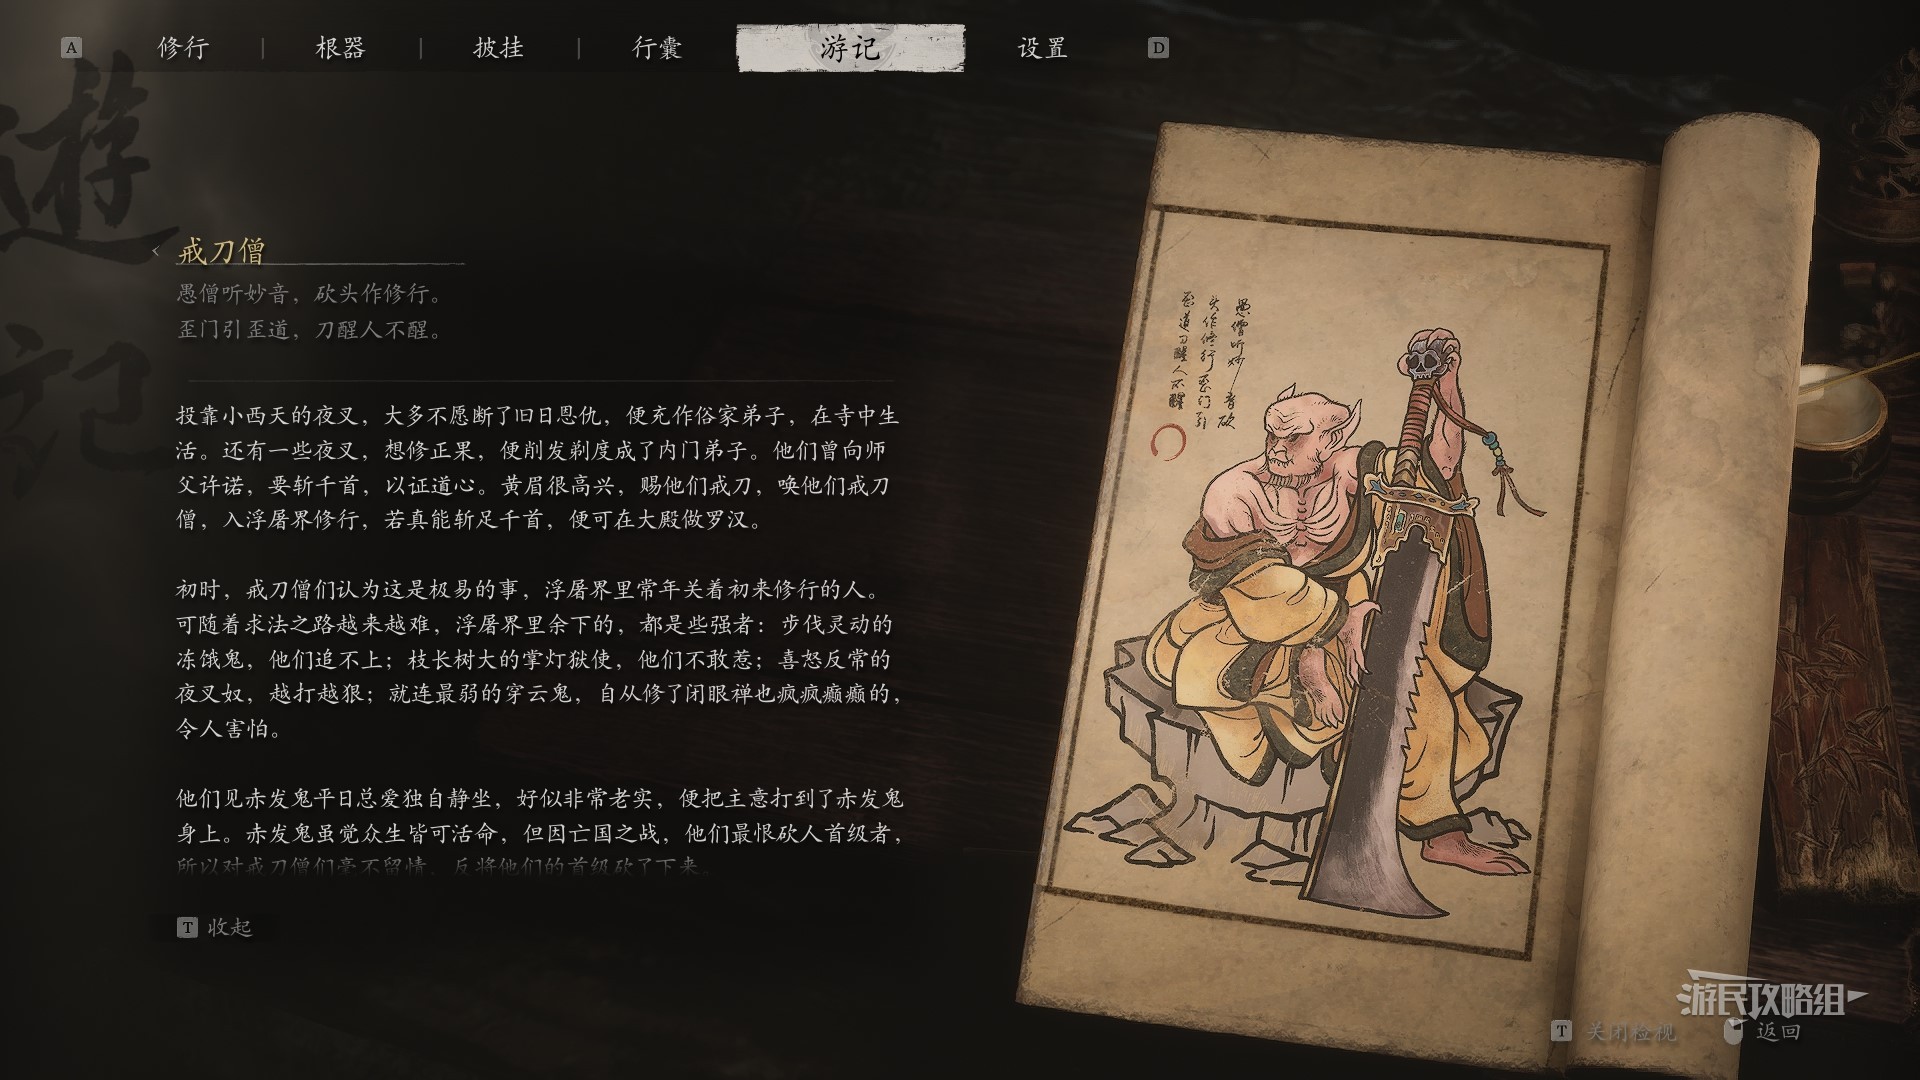 A 修行 | 根器 | 披挂 | 行囊 游记 设置 D
遊记
戒刀僧
愚僧听妙音，砍头作修行。
歪门引歪道，刀醒人不醒。
投靠小西天的夜叉，大多不愿断了旧日恩仇，便充作俗家弟子，在寺中生
活。还有一些夜叉，想修正果，便削发剃度成了内门弟子。他们曾向师
父许诺，要斩千首，以证道心。黄眉很高兴，赐他们戒刀，唤他们戒刀
僧，入浮屠界修行，若真能斩足千首，便可在大殿做罗汉。
初时，戒刀僧们认为这是极易的事，浮屠界里常年关着初来修行的人。
可随着求法之路越来越难，浮屠界里余下的，都是些强者：步伐灵动的
冻饿鬼，他们追不上；枝长树大的掌灯狱使，他们不敢惹；喜怒反常的
夜叉奴，越打越狠；就连最弱的穿云鬼，自从修了闭眼禅也疯疯癫癫的，
令人害怕。
他们见赤发鬼平日总爱独自静坐，好似非常老实，便把主意打到了赤发鬼
身上。赤发鬼虽觉众生皆可活命，但因亡国之战，他们最恨砍人首级者，
所以对戒刀僧们毫不留情，反将他们的首级砍了下来。
T 收起
愚僧听妙音砍
头作修行歪门引
歪道刀醒人不醒
游民攻略组
T 关闭检视 返回